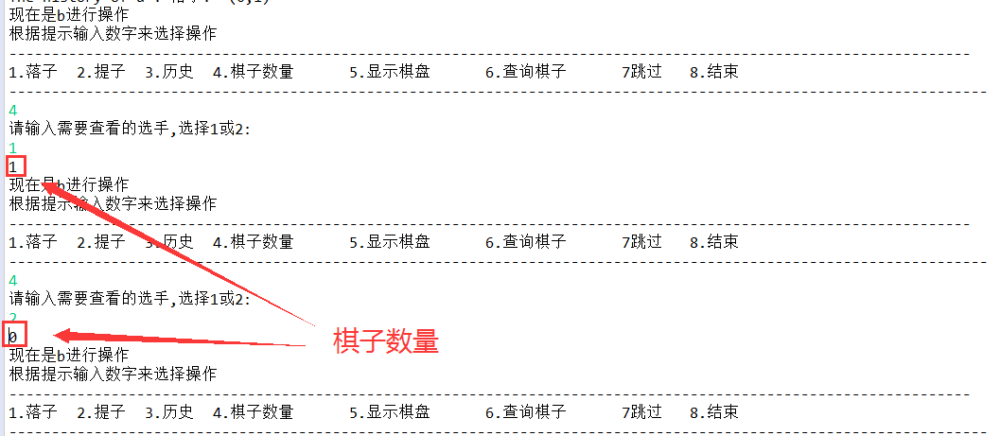 现在是b进行操作
根据提示输入数字来选择操作
1.落子 2.提子 3.历史 4.棋子数量 5.显示棋盘 6.查询棋子 7跳过 8.结束
4
请输入需要查看的选手,选择1或2:
1
1
现在是b进行操作
根据提示输入数字来选择操作
1.落子 2.提子 3.历史 4.棋子数量 5.显示棋盘 6.查询棋子 7跳过 8.结束
4
请输入需要查看的选手,选择1或2:
2
0
棋子数量
现在是b进行操作
根据提示输入数字来选择操作
1.落子 2.提子 3.历史 4.棋子数量 5.显示棋盘 6.查询棋子 7跳过 8.结束